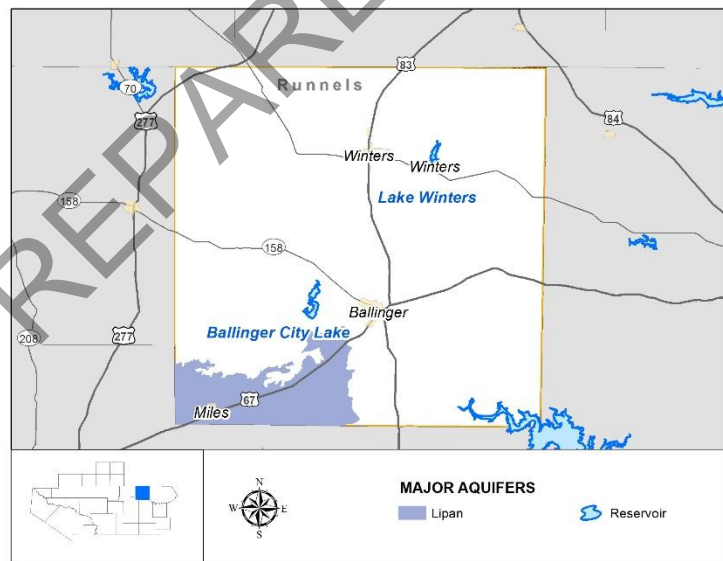 REPARE
83
Runnels
70
277
84
Winters
Winters
Lake Winters
158
158
Ballinger
Ballinger City Lake
208
277
67
Miles
N
W E
S
MAJOR AQUIFERS
Lipan
Reservoir